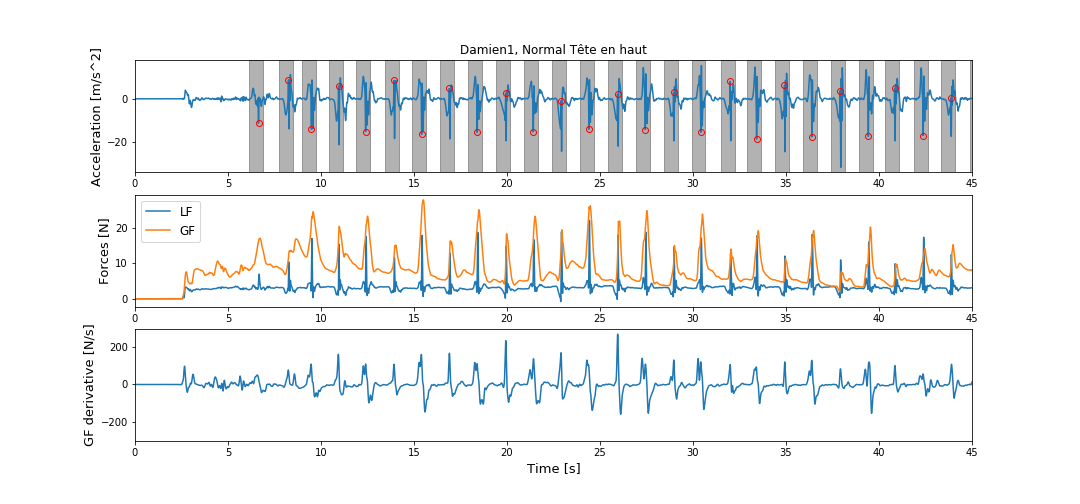 Damien1, Normal Tête en haut
Acceleration [m/s^2]
0
−20
0 5 10 15 20 25 30 35 40 45
Forces [N]
LF
GF
20
10
0
0 5 10 15 20 25 30 35 40 45
GF derivative [N/s]
200
0
−200
0 5 10 15 20 25 30 35 40 45
Time [s]